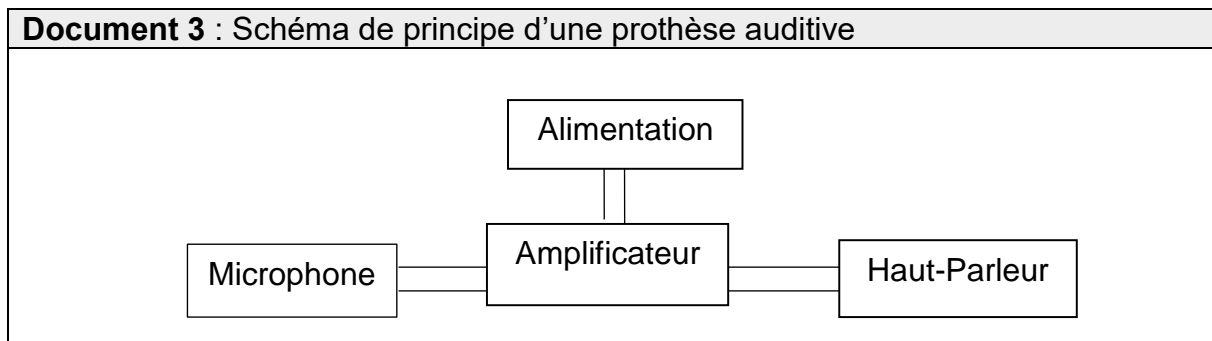 Document 3 : Schéma de principe d’une prothèse auditive
Alimentation
Microphone
Amplificateur
Haut-Parleur